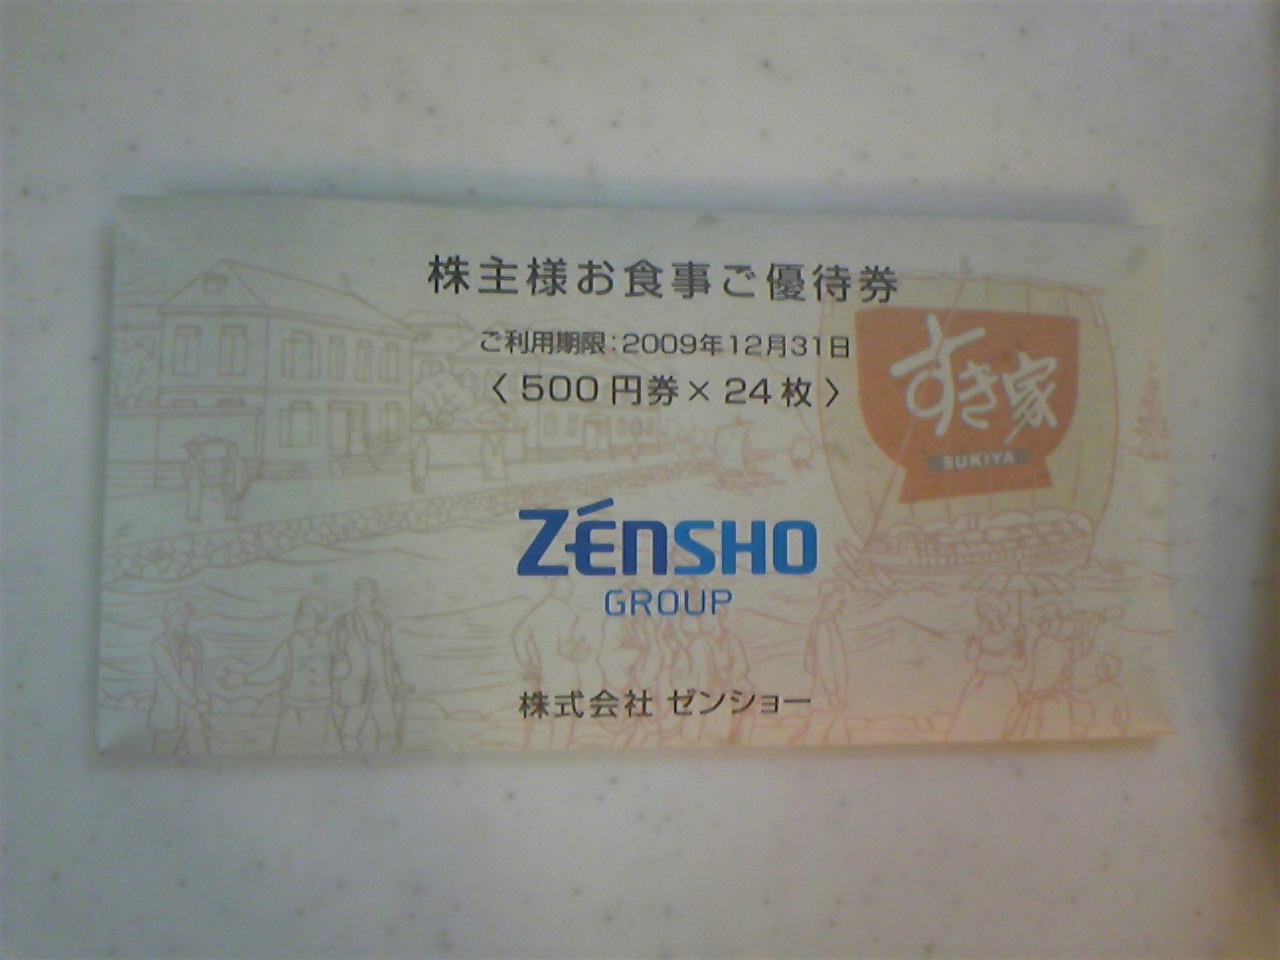 株主様お食事ご優待券
ご利用期限：2009年12月31日
〈500円券×24枚〉
すき家
SUKIYA
ZÉNSHO
GROUP
株式会社 ゼンショー